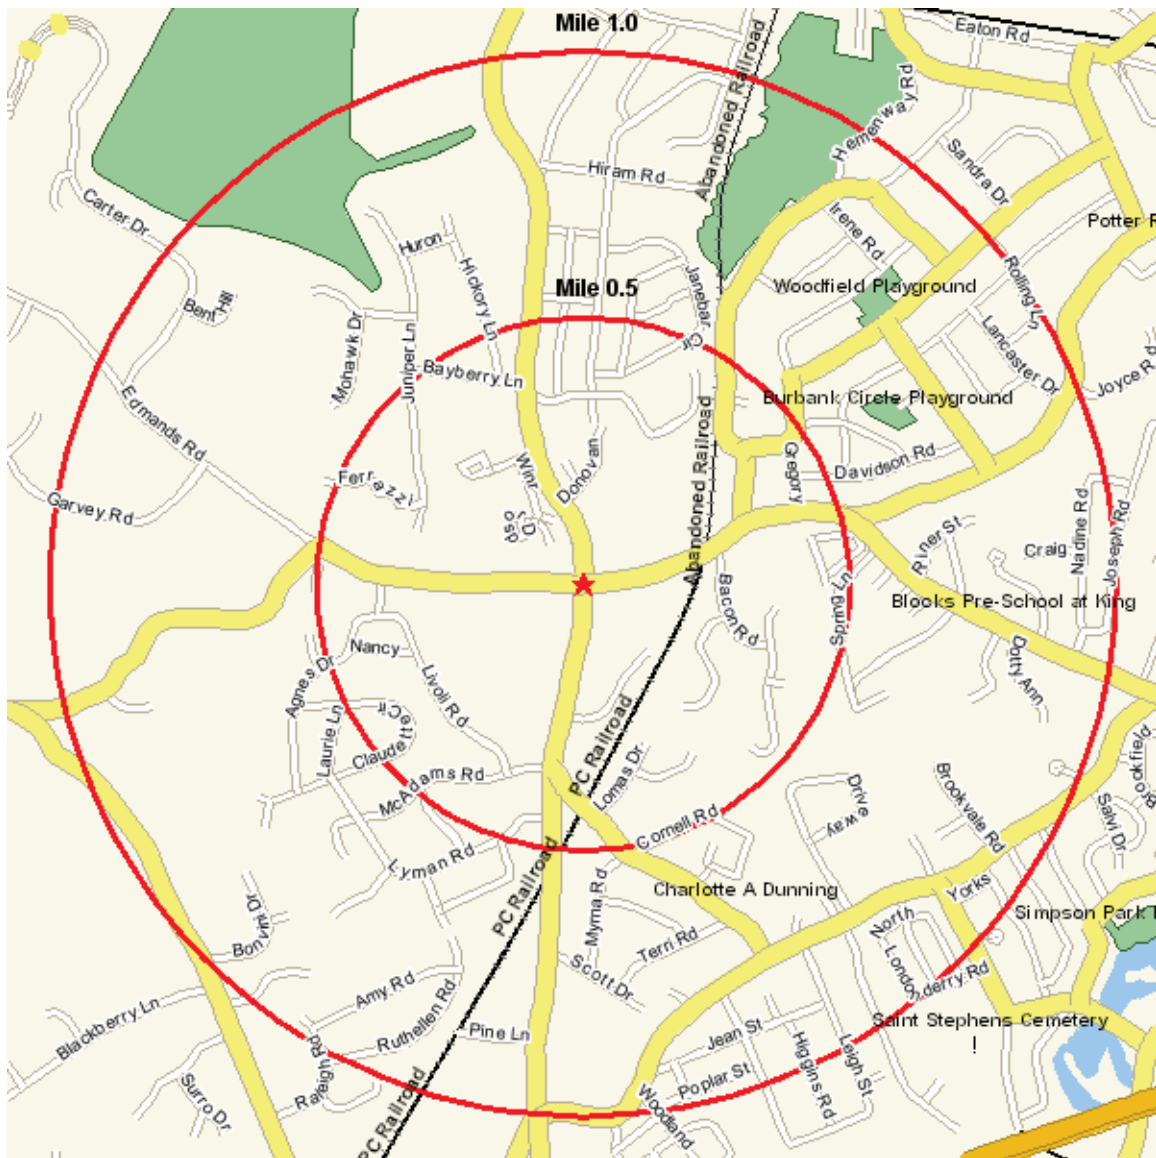 Mile 1.0
Eaton Rd
Abandoned Railroad
Hemenway Rd
Hiram Rd
Sandra Dr
Carter Dr
Irene Rd
Potter R
Huron
Hickory Ln
Janebar Cir
Rolling Ln
Mile 0.5
Woodfield Playground
Bent Hill
Mohawk Dr
Juniper Ln
Lancaster Dr
Bayberry Ln
Joyce R
Edmands Rd
Burbank Circle Playground
Abandoned Railroad
Gregory
Davidson Rd
Winr
Donovan
Ferrazzi
Garvey Rd
Nadine Rd
Joseph Rd
Riner St
Craig
Bacon Rd
Spring Ln
Blocks Pre-School at King
Nancy
Agnes Dr
Livoli Rd
Dotty Ann
Laurie Ln
Claudette Cir
PC Railroad
Lomas Dr
McAdams Rd
Driveway
Brookvale Rd
Brookfield
Salvi Dr
Cornell Rd
Lyman Rd
PC Railroad
Myrna Rd
Charlotte A Dunning
Yorks
North
Simpson Park
Bonvini Dr
Terri Rd
Scott Dr
Londonderry Rd
Amy Rd
Blackberry Ln
Ruthellen Rd
Pine Ln
Saint Stephens Cemetery
!
Jean St
Higgins Rd
Leigh St
Raleigh Rd
Surro Dr
Poplar St
Woodland
PC Railroad